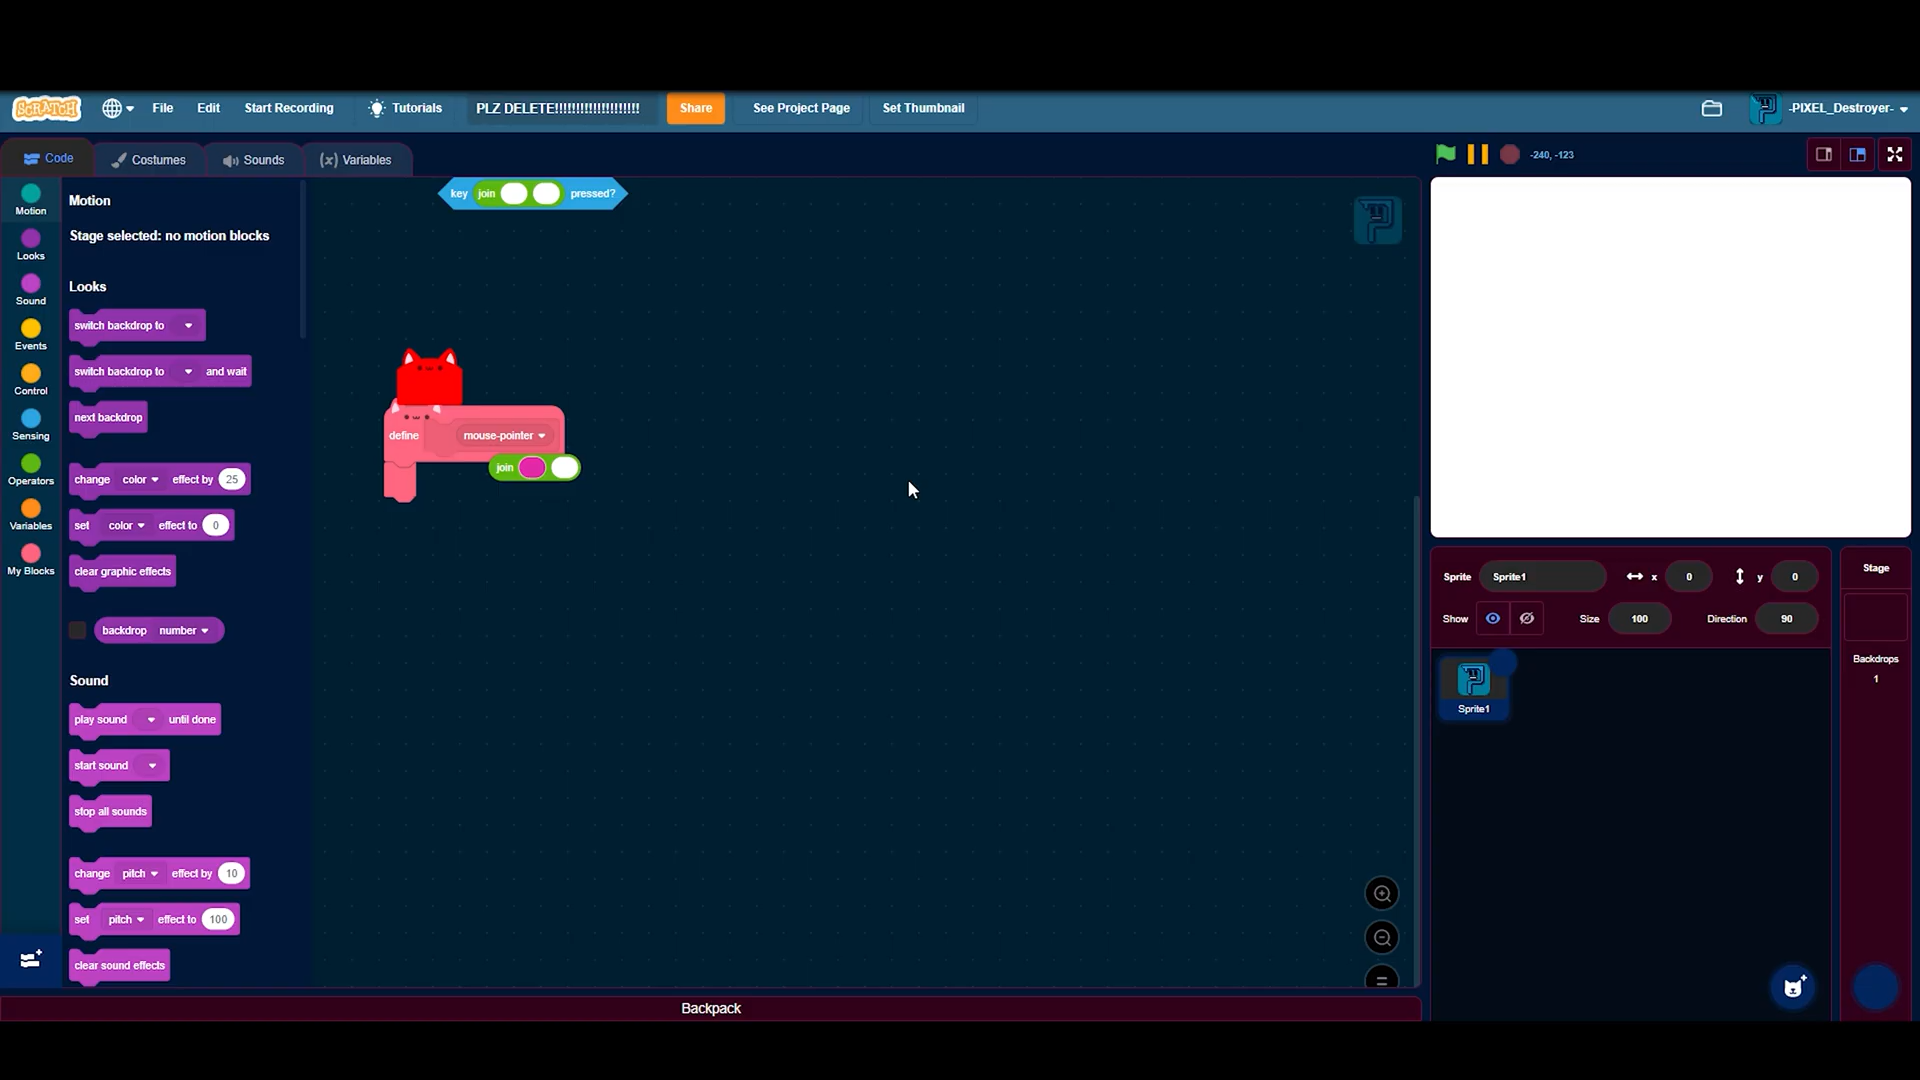 SCRATCH File Edit Start Recording Tutorials PLZ DELETE!!!!!!!!!!!!!!!!!!!! Share See Project Page Set Thumbnail -PIXEL_Destroyer-
Code Costumes Sounds (x) Variables
-240, -123
Motion
Looks
Sound
Events
Control
Sensing
Operators
Variables
My Blocks
Motion
Stage selected: no motion blocks
Looks
switch backdrop to
switch backdrop to and wait
next backdrop
change color effect by 25
set color effect to 0
clear graphic effects
backdrop number
Sound
play sound until done
start sound
stop all sounds
change pitch effect by 10
set pitch effect to 100
clear sound effects
key join pressed?
define mouse-pointer
join
Sprite Sprite1 x 0 y 0
Show Size 100 Direction 90
Sprite1
Stage
Backdrops
1
Backpack